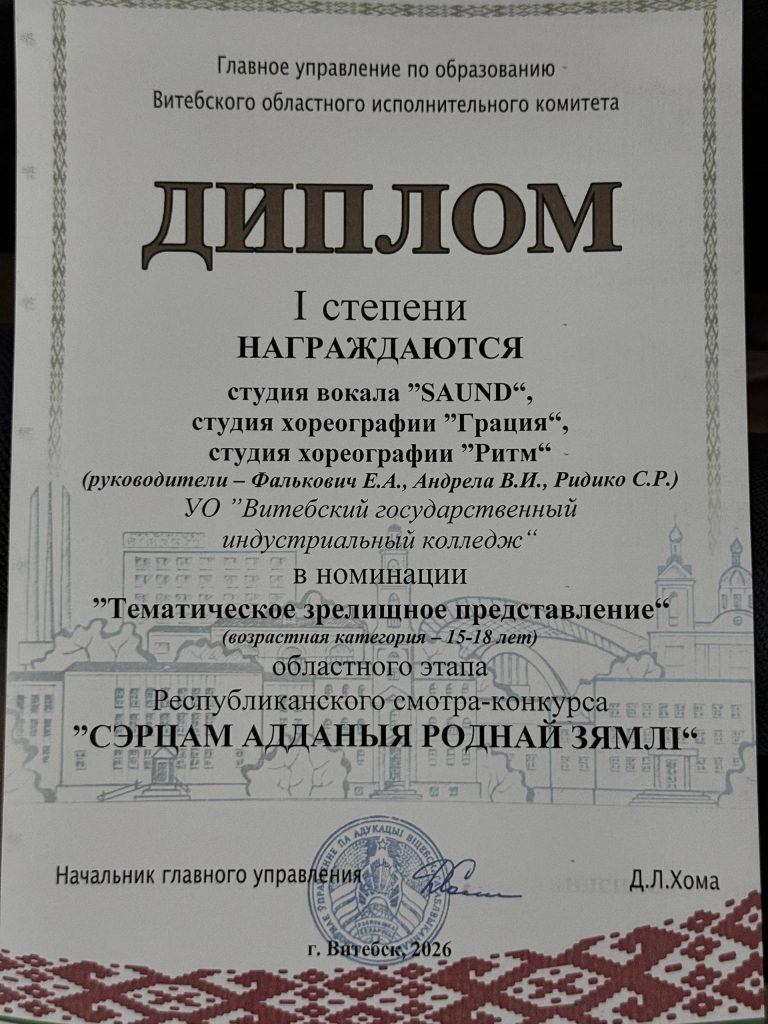 Главное управление по образованию
Витебского областного исполнительного комитета
ДИПЛОМ
I степени
НАГРАЖДАЮТСЯ
студия вокала ”SAUND“,
студия хореографии ”Грация“,
студия хореографии ”Ритм“
(руководители – Фалькович Е.А., Андрела В.И., Ридико С.Р.)
УО ”Витебский государственный
индустриальный колледж“
в номинации
”Тематическое зрелищное представление“
(возрастная категория – 15-18 лет)
областного этапа
Республиканского смотра-конкурса
”СЭРЦАМ АДДАНЫЯ РОДНАЙ ЗЯМЛІ“
Начальник главного управления
Д.Л.Хома
г. Витебск, 2026